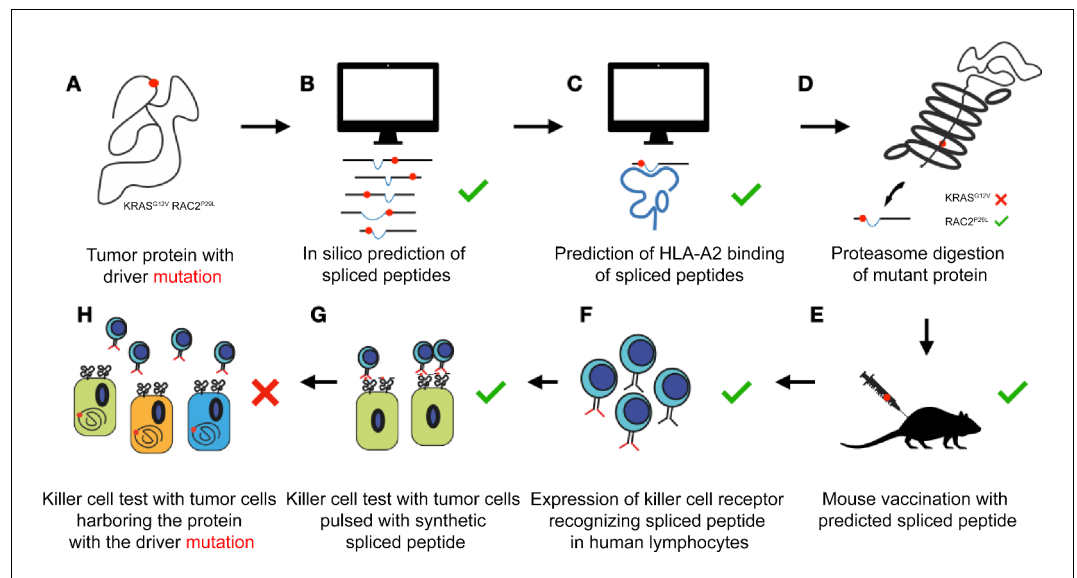 A
B
C
D
KRAS^G12V RAC2^P29L
KRAS^G12V
RAC2^P29L
Tumor protein with
driver mutation
In silico prediction of
spliced peptides
Prediction of HLA-A2 binding
of spliced peptides
Proteasome digestion
of mutant protein
H
G
F
E
Killer cell test with tumor cells
harboring the protein
with the driver mutation
Killer cell test with tumor cells
pulsed with synthetic
spliced peptide
Expression of killer cell receptor
recognizing spliced peptide
in human lymphocytes
Mouse vaccination with
predicted spliced peptide